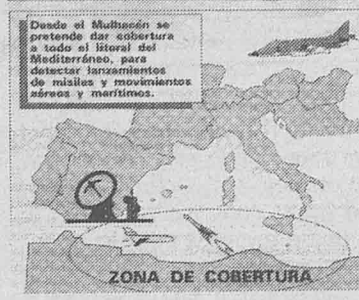 Desde el Mulhacén se
pretende dar cobertura
a todo el litoral del
Mediterráneo, para
detectar lanzamientos
de misiles y movimientos
aéreos y marítimos.
ZONA DE COBERTURA